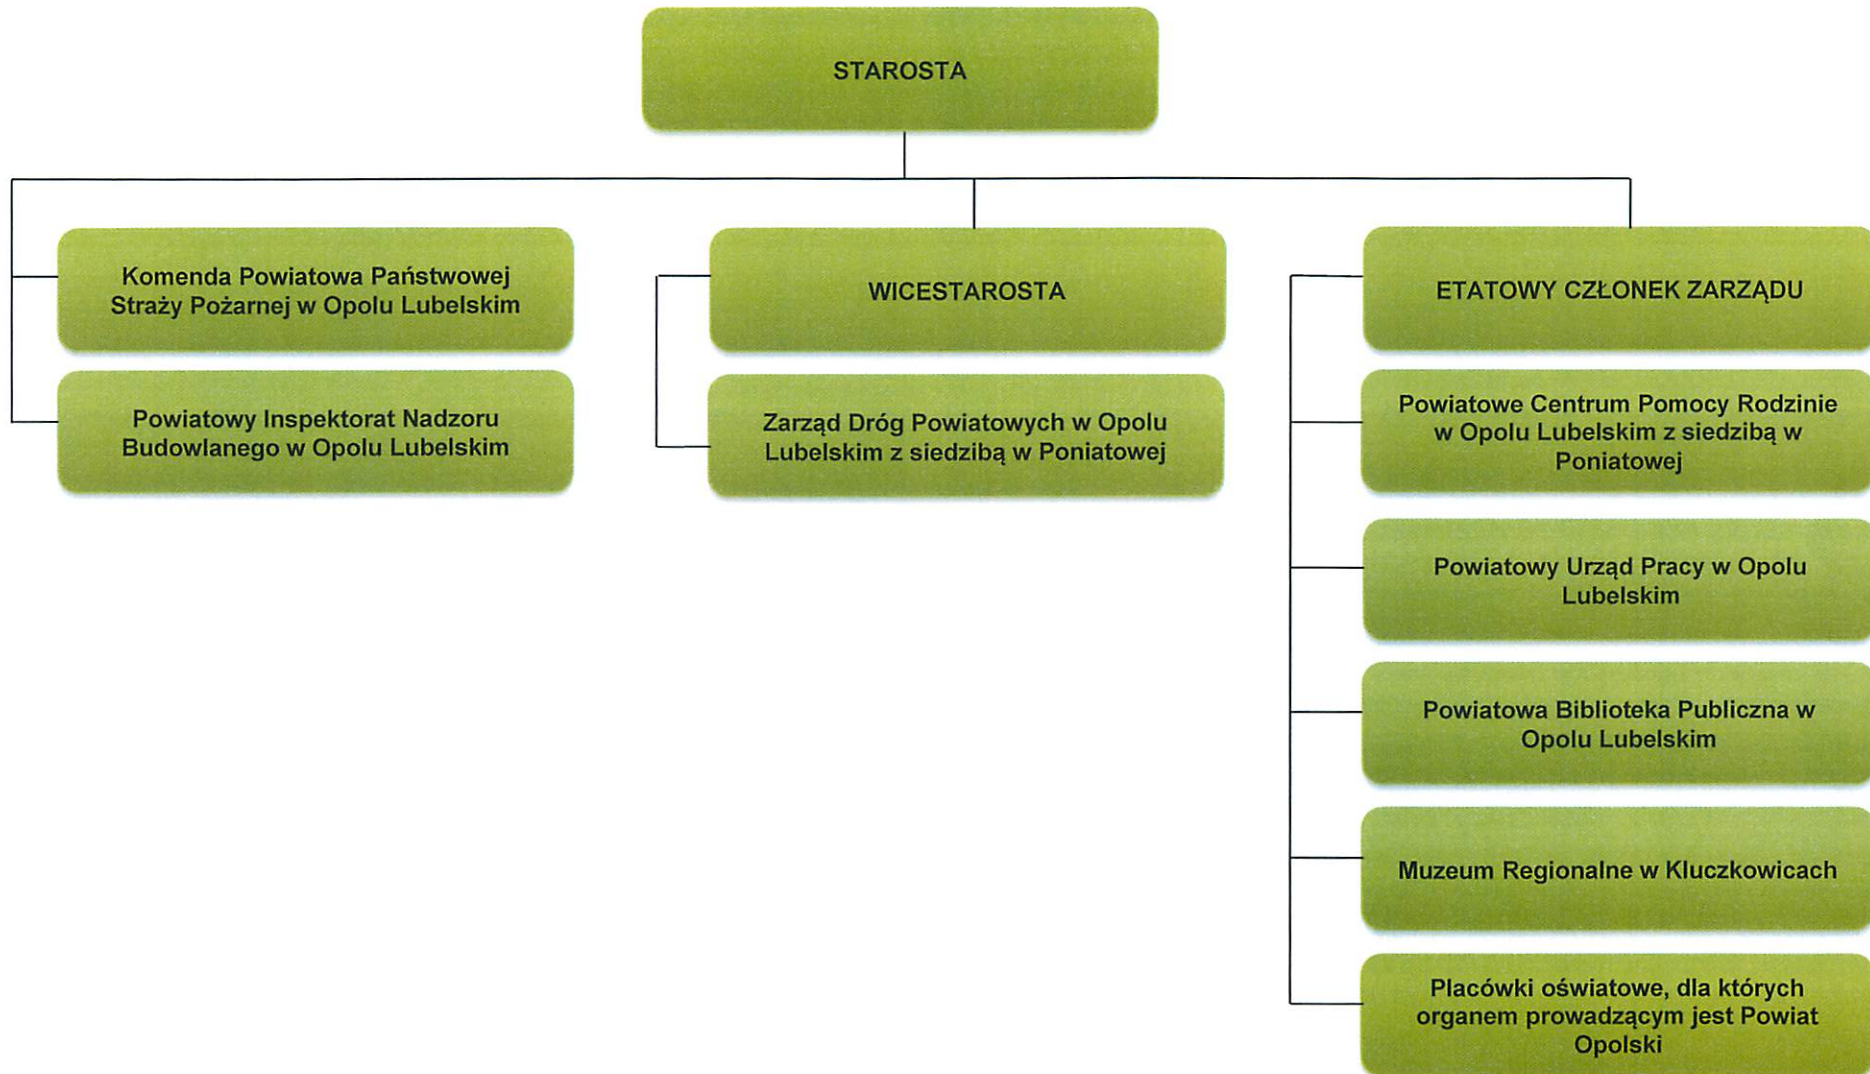 STAROSTA
Komenda Powiatowa Państwowej
Straży Pożarnej w Opolu Lubelskim
Powiatowy Inspektorat Nadzoru
Budowlanego w Opolu Lubelskim
WICESTAROSTA
Zarząd Dróg Powiatowych w Opolu
Lubelskim z siedzibą w Poniatowej
ETATOWY CZŁONEK ZARZĄDU
Powiatowe Centrum Pomocy Rodzinie
w Opolu Lubelskim z siedzibą w
Poniatowej
Powiatowy Urząd Pracy w Opolu
Lubelskim
Powiatowa Biblioteka Publiczna w
Opolu Lubelskim
Muzeum Regionalne w Kluczkowicach
Placówki oświatowe, dla których
organem prowadzącym jest Powiat
Opolski